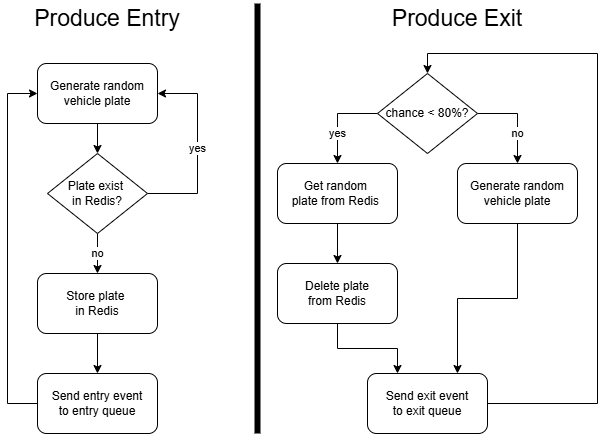 Produce Entry
Generate random
vehicle plate
yes
Plate exist
in Redis?
no
Store plate
in Redis
Send entry event
to entry queue
Produce Exit
chance < 80%?
yes
no
Get random
plate from Redis
Generate random
vehicle plate
Delete plate
from Redis
Send exit event
to exit queue